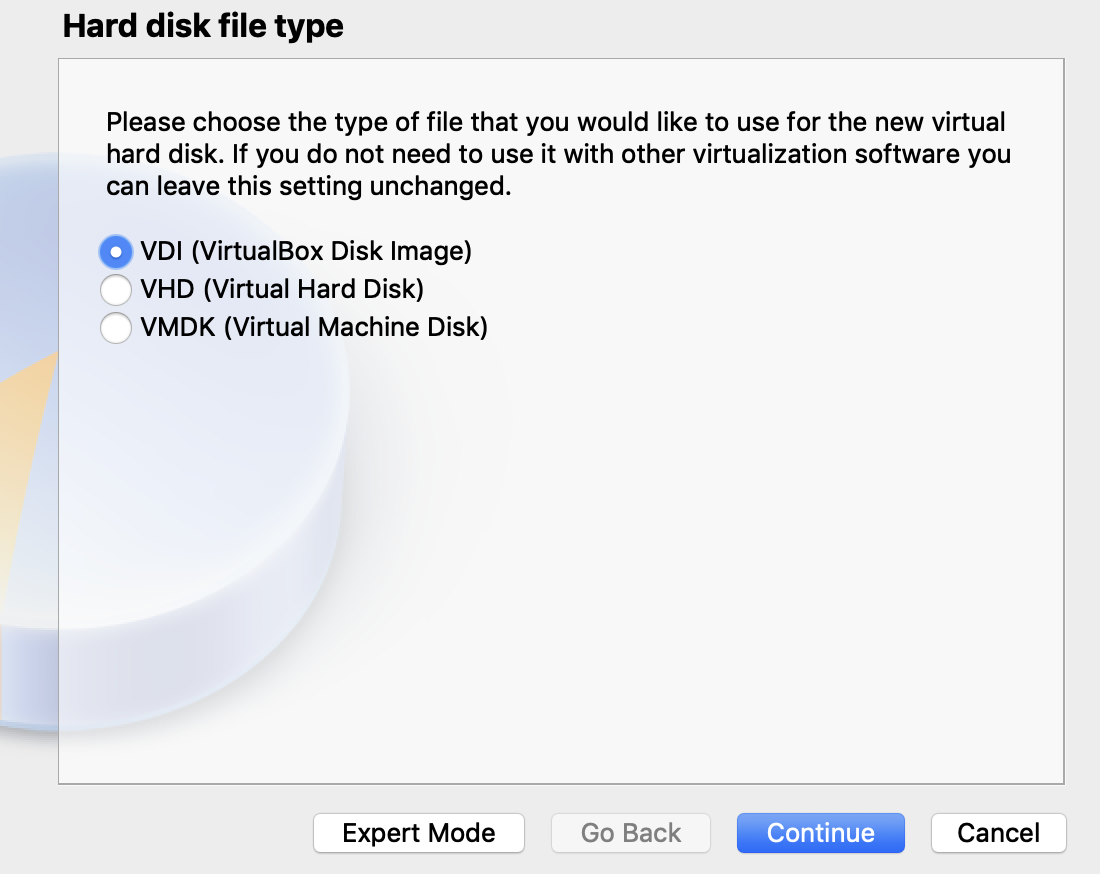 Hard disk file type
Please choose the type of file that you would like to use for the new virtual
hard disk. If you do not need to use it with other virtualization software you
can leave this setting unchanged.
VDI (VirtualBox Disk Image)
VHD (Virtual Hard Disk)
VMDK (Virtual Machine Disk)
Expert Mode
Go Back
Continue
Cancel